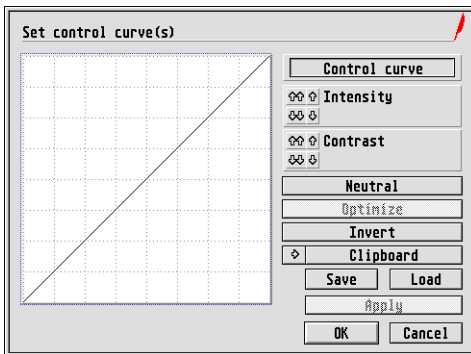 Set control curve(s)
Control curve
Intensity
Contrast
Neutral
Optimize
Invert
Clipboard
Save Load
Apply
OK Cancel